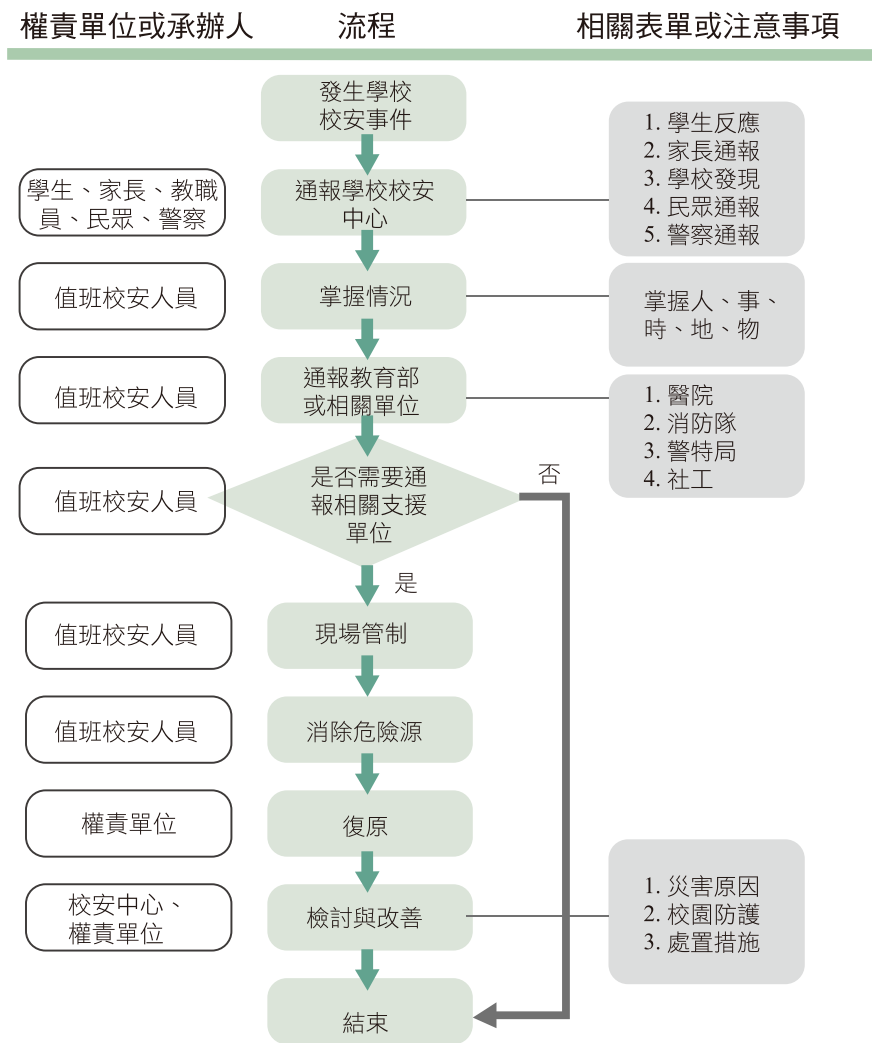 權責單位或承辦人
流程
相關表單或注意事項
發生學校
校安事件
學生、家長、教職
員、民眾、警察
通報學校校安
中心
1. 學生反應
2. 家長通報
3. 學校發現
4. 民眾通報
5. 警察通報
值班校安人員
掌握情況
掌握人、事、
時、地、物
值班校安人員
通報教育部
或相關單位
1. 醫院
2. 消防隊
3. 警特局
4. 社工
值班校安人員
是否需要通
報相關支援
單位
否
是
值班校安人員
現場管制
值班校安人員
消除危險源
權責單位
復原
校安中心、
權責單位
檢討與改善
1. 災害原因
2. 校園防護
3. 處置措施
結束